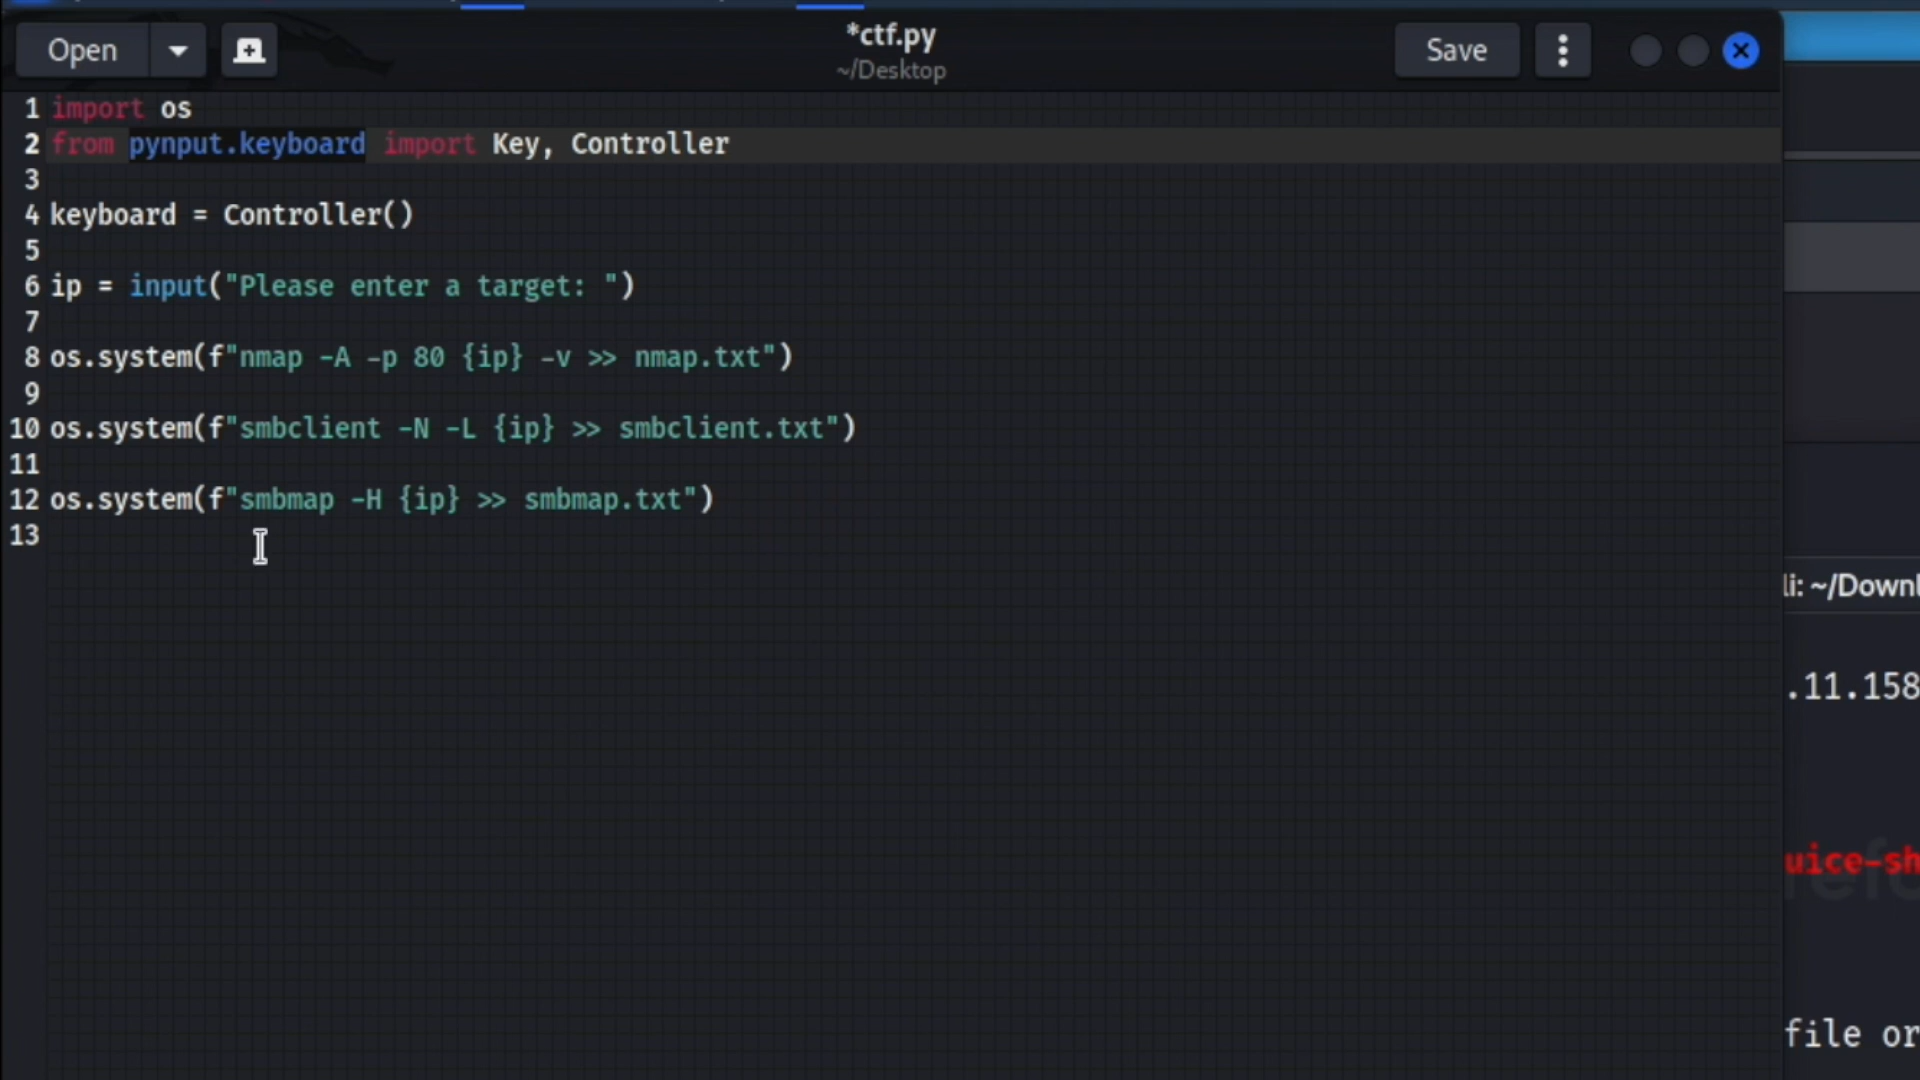 Open
*ctf.py
~/Desktop
Save
1 import os
2 from pynput.keyboard import Key, Controller
3
4 keyboard = Controller()
5
6 ip = input("Please enter a target: ")
7
8 os.system(f"nmap -A -p 80 {ip} -v >> nmap.txt")
9
10 os.system(f"smbclient -N -L {ip} >> smbclient.txt")
11
12 os.system(f"smbmap -H {ip} >> smbmap.txt")
13
li: ~/Downl
.11.158
uice-sh
file or